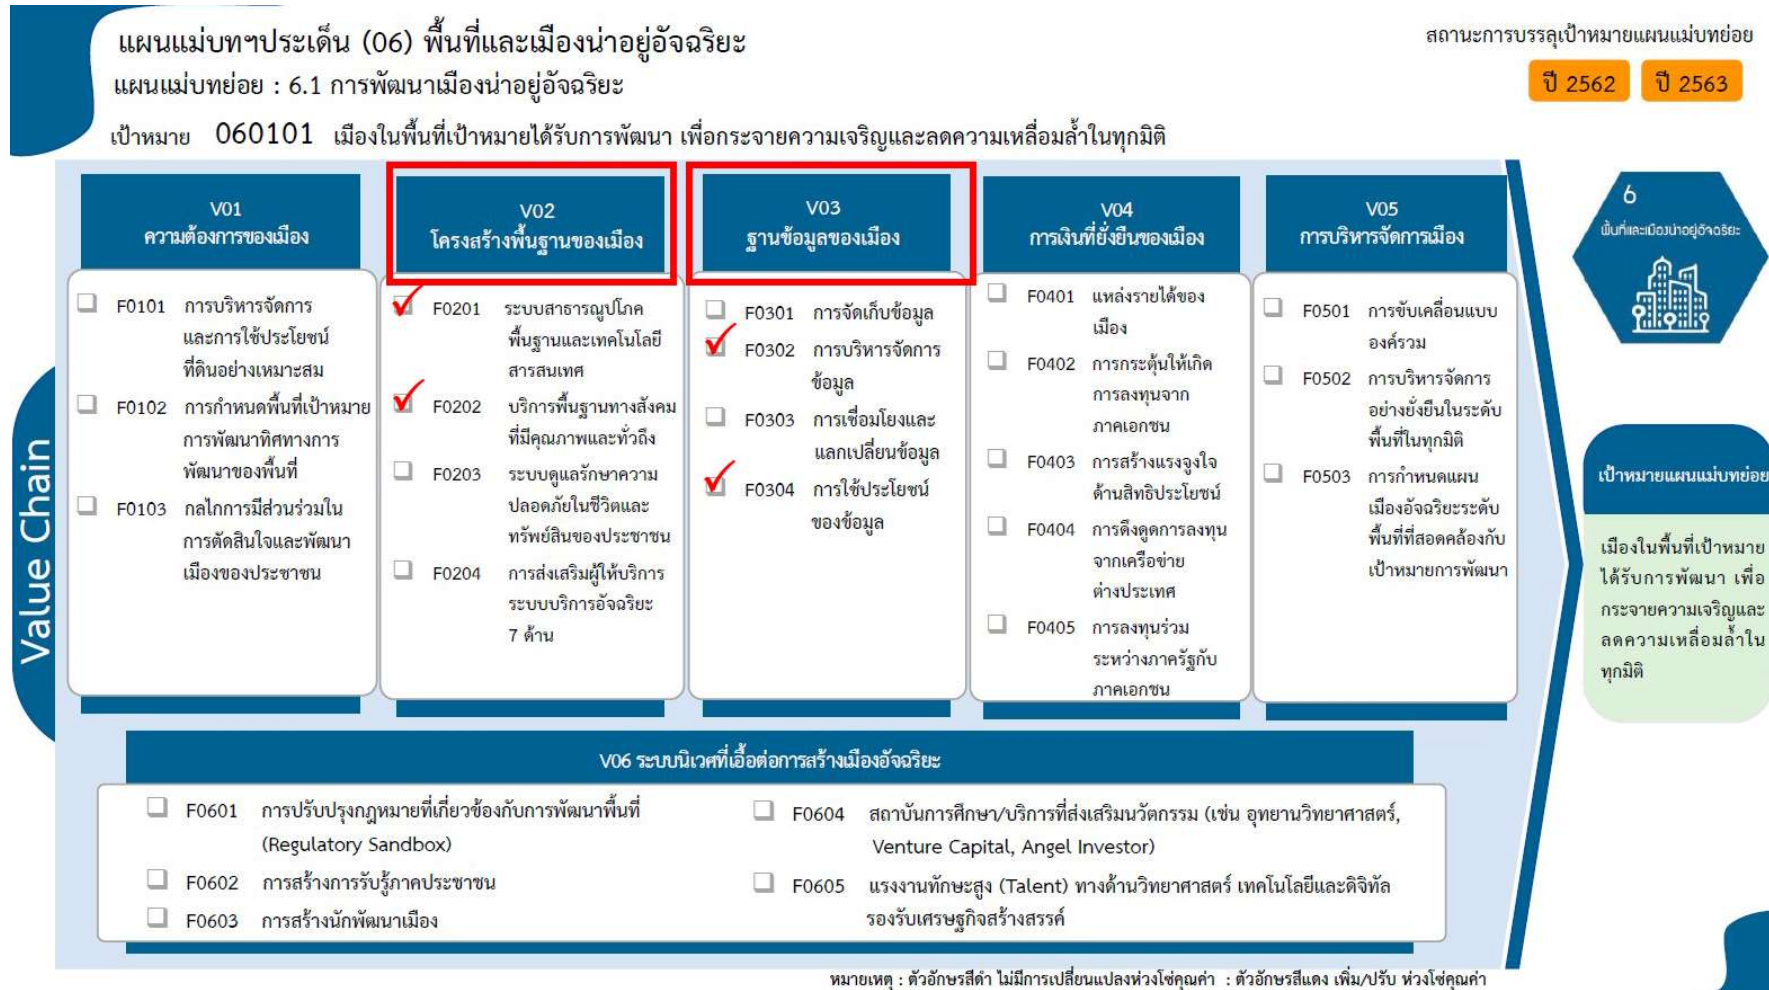 แผนแม่บทฯประเด็น (06) พื้นที่และเมืองน่าอยู่อัจฉริยะ
สถานะการบรรลุเป้าหมายแผนแม่บทย่อย
แผนแม่บทย่อย : 6.1 การพัฒนาเมืองน่าอยู่อัจฉริยะ
ปี 2562
ปี 2563
เป้าหมาย 060101 เมืองในพื้นที่เป้าหมายได้รับการพัฒนา เพื่อกระจายความเจริญและลดความเหลื่อมล้ำในทุกมิติ
Value Chain
V01
ความต้องการของเมือง
F0101 การบริหารจัดการ
และการใช้ประโยชน์
ที่ดินอย่างเหมาะสม
F0102 การกำหนดพื้นที่เป้าหมาย
การพัฒนาทิศทางการ
พัฒนาของพื้นที่
F0103 กลไกการมีส่วนร่วมใน
การตัดสินใจและพัฒนา
เมืองของประชาชน
V02
โครงสร้างพื้นฐานของเมือง
F0201 ระบบสาธารณูปโภค
พื้นฐานและเทคโนโลยี
สารสนเทศ
F0202 บริการพื้นฐานทางสังคม
ที่มีคุณภาพและทั่วถึง
F0203 ระบบดูแลรักษาความ
ปลอดภัยในชีวิตและ
ทรัพย์สินของประชาชน
F0204 การส่งเสริมผู้ให้บริการ
ระบบบริการอัจฉริยะ
7 ด้าน
V03
ฐานข้อมูลของเมือง
F0301 การจัดเก็บข้อมูล
F0302 การบริหารจัดการ
ข้อมูล
F0303 การเชื่อมโยงและ
แลกเปลี่ยนข้อมูล
F0304 การใช้ประโยชน์
ของข้อมูล
V04
การเงินที่ยั่งยืนของเมือง
F0401 แหล่งรายได้ของ
เมือง
F0402 การกระตุ้นให้เกิด
การลงทุนจาก
ภาคเอกชน
F0403 การสร้างแรงจูงใจ
ด้านสิทธิประโยชน์
F0404 การดึงดูดการลงทุน
จากเครือข่าย
ต่างประเทศ
F0405 การลงทุนร่วม
ระหว่างภาครัฐกับ
ภาคเอกชน
V05
การบริหารจัดการเมือง
F0501 การขับเคลื่อนแบบ
องค์รวม
F0502 การบริหารจัดการ
อย่างยั่งยืนในระดับ
พื้นที่ในทุกมิติ
F0503 การกำหนดแผน
เมืองอัจฉริยะระดับ
พื้นที่ที่สอดคล้องกับ
เป้าหมายการพัฒนา
6
พื้นที่และเมืองน่าอยู่อัจฉริยะ
เป้าหมายแผนแม่บทย่อย
เมืองในพื้นที่เป้าหมาย
ได้รับการพัฒนา เพื่อ
กระจายความเจริญและ
ลดความเหลื่อมล้ำใน
ทุกมิติ
V06 ระบบนิเวศที่เอื้อต่อการสร้างเมืองอัจฉริยะ
F0601 การปรับปรุงกฎหมายที่เกี่ยวข้องกับการพัฒนาพื้นที่
(Regulatory Sandbox)
F0602 การสร้างการรับรู้ภาคประชาชน
F0603 การสร้างนักพัฒนาเมือง
F0604 สถาบันการศึกษา/บริการที่ส่งเสริมนวัตกรรม (เช่น อุทยานวิทยาศาสตร์,
Venture Capital, Angel Investor)
F0605 แรงงานทักษะสูง (Talent) ทางด้านวิทยาศาสตร์ เทคโนโลยีและดิจิทัล
รองรับเศรษฐกิจสร้างสรรค์
หมายเหตุ : ตัวอักษรสีดำ ไม่มีการเปลี่ยนแปลงห่วงโซ่คุณค่า : ตัวอักษรสีแดง เพิ่ม/ปรับ ห่วงโซ่คุณค่า